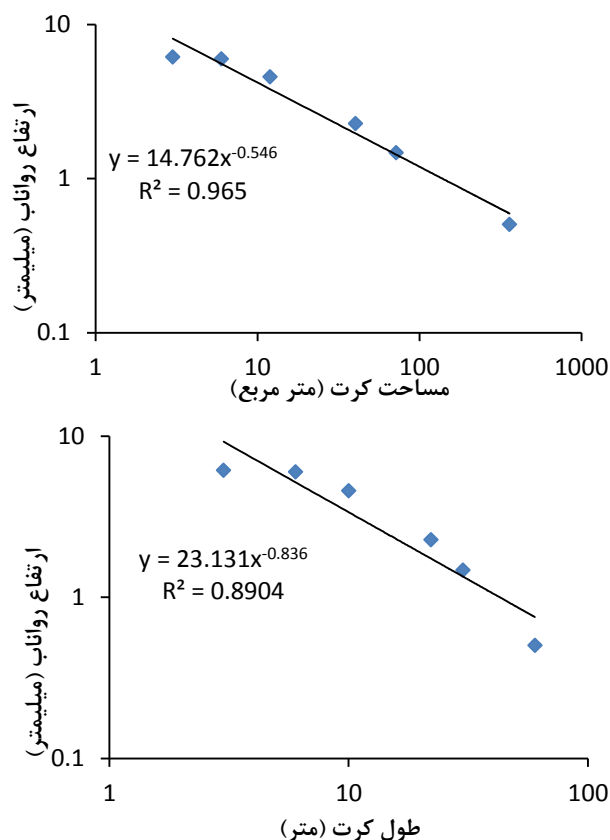 10
1
0.1
ارتفاع رواناب (میلیمتر)
y = 14.762x-0.546
R² = 0.965
1 10 100 1000
مساحت کرت (متر مربع)
10
1
0.1
ارتفاع رواناب (میلیمتر)
y = 23.131x-0.836
R² = 0.8904
1 10 100
طول کرت (متر)